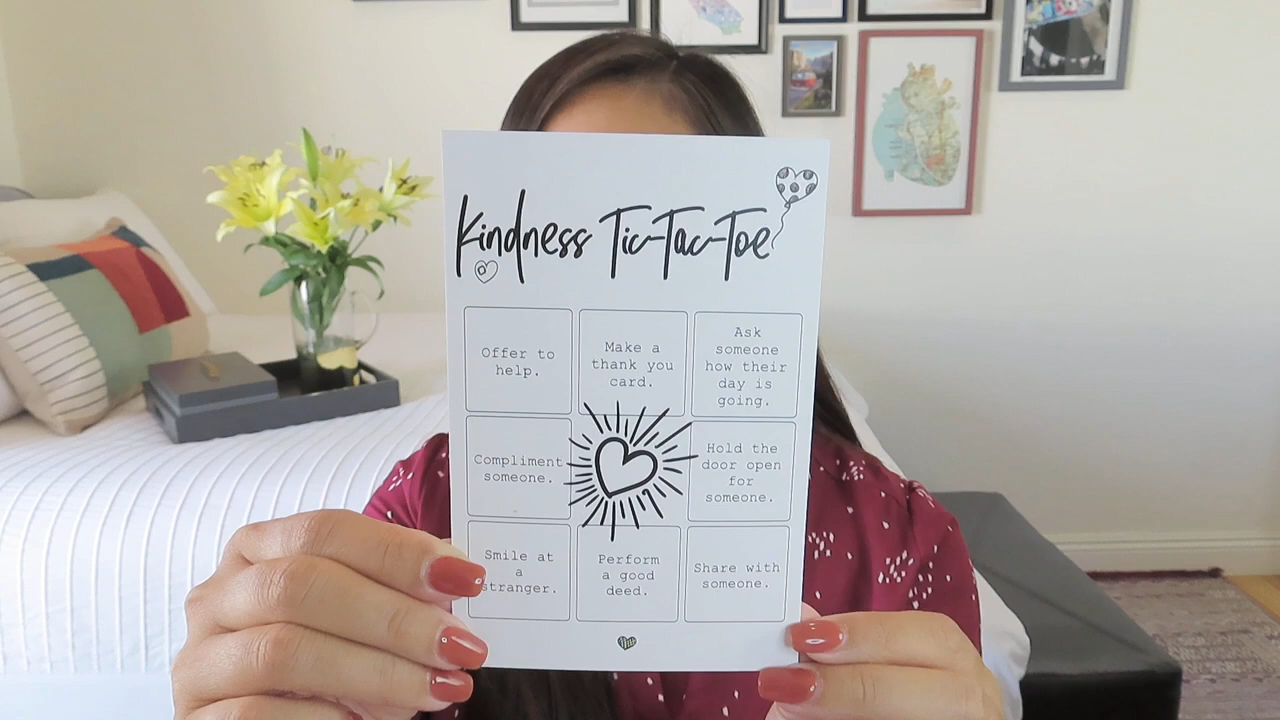 Kindness Tic-Tac-Toe
Offer to
help.
Make a
thank you
card.
Ask
someone
how their
day is
going.
Compliment
someone.
Hold the
door open
for
someone.
Smile at
a
stranger.
Perform
a good
deed.
Share with
someone.